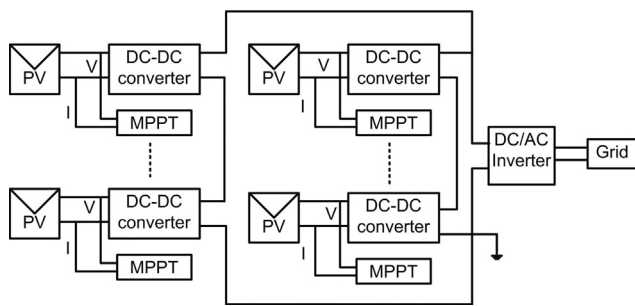 PV
V
I
DC-DC
converter
MPPT
PV
V
I
DC-DC
converter
MPPT
PV
V
I
DC-DC
converter
MPPT
PV
V
I
DC-DC
converter
MPPT
DC/AC
Inverter
Grid